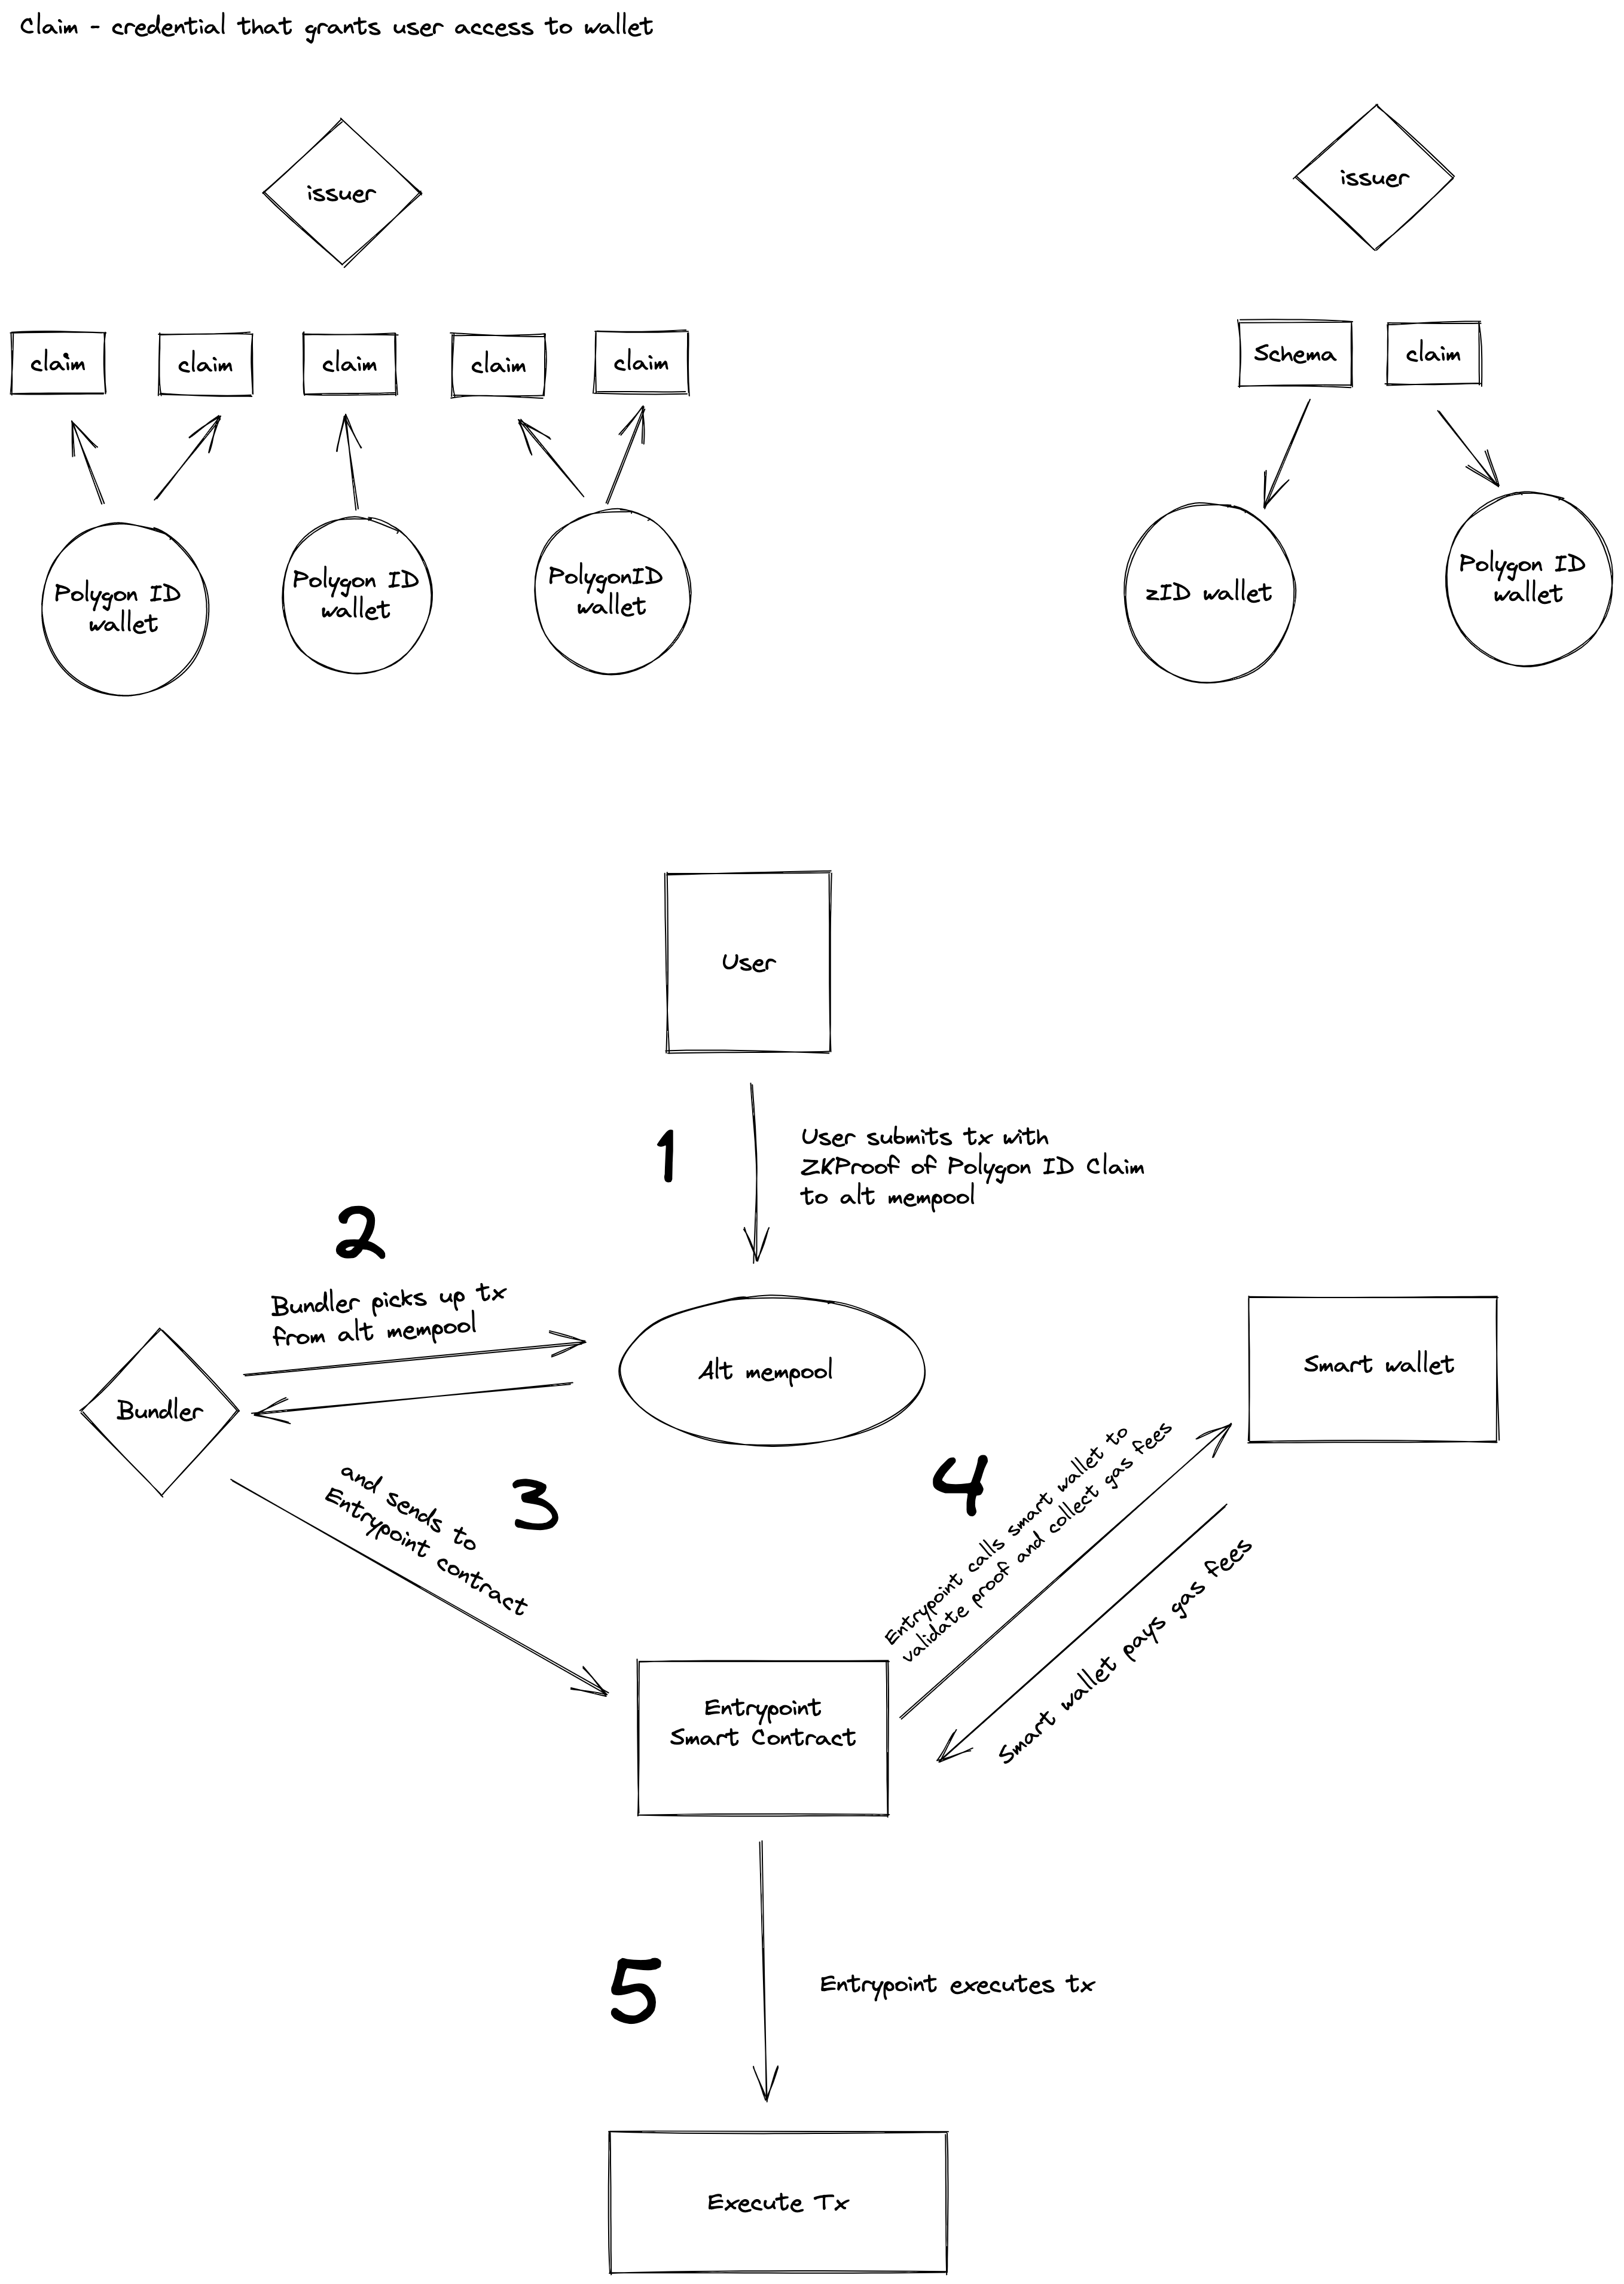 Claim - credential that grants user access to wallet
issuer
issuer
claim
claim
claim
claim
claim
Schema
claim
Polygon ID
wallet
Polygon ID
wallet
PolygonID
wallet
zID wallet
Polygon ID
wallet
User
1
User submits tx with
ZKProof of Polygon ID Claim
to alt mempool
2
Bundler picks up tx
from alt mempool
Bundler
Alt mempool
Smart wallet
3
and sends to
Entrypoint contract
4
Entrypoint calls smart wallet to
validate proof and collect gas fees
Smart wallet pays gas fees
Entrypoint
Smart Contract
5
Entrypoint executes tx
Execute Tx